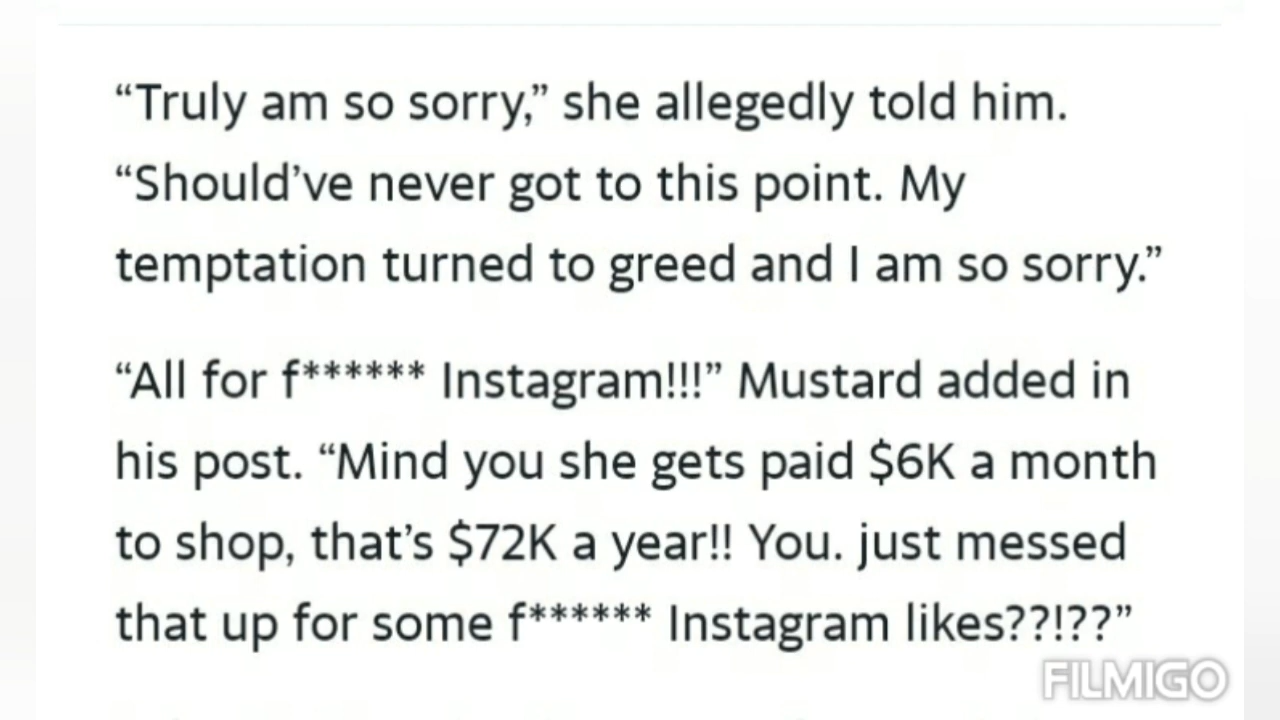 “Truly am so sorry,” she allegedly told him.
“Should’ve never got to this point. My
temptation turned to greed and I am so sorry.”
“All for f****** Instagram!!!” Mustard added in
his post. “Mind you she gets paid $6K a month
to shop, that’s $72K a year!! You. just messed
that up for some f****** Instagram likes??!??”
FILMIGO